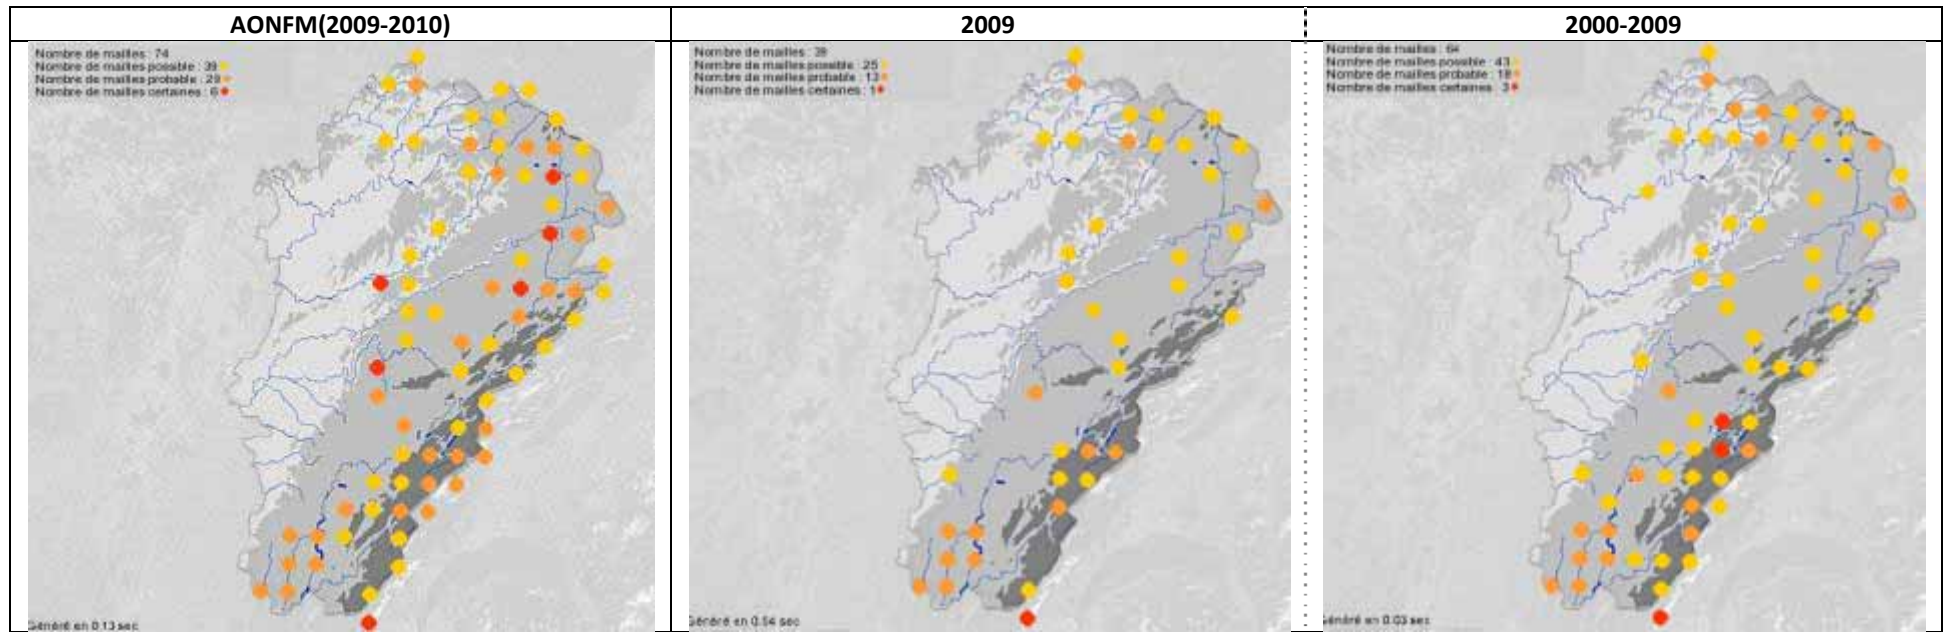 AONFM(2009-2010)
Nombre de mailles : 74
Nombre de mailles possible : 39
Nombre de mailles probable : 29
Nombre de mailles certaines : 6
Généré en 0.13 sec
2009
Nombre de mailles : 39
Nombre de mailles possible : 25
Nombre de mailles probable : 13
Nombre de mailles certaines : 1
Généré en 0.54 sec
2000-2009
Nombre de mailles : 64
Nombre de mailles possible : 43
Nombre de mailles probable : 18
Nombre de mailles certaines : 3
Généré en 0.03 sec